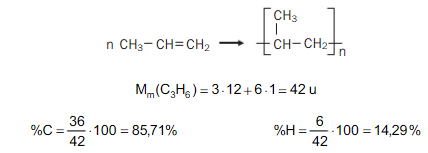 CH₃
n CH₃−CH=CH₂ ⟶ [CH−CH₂]ₙ
Mₘ(C₃H₆) = 3·12+6·1= 42 u
%C = 36/42 ·100 = 85,71% %H = 6/42 ·100 = 14,29%